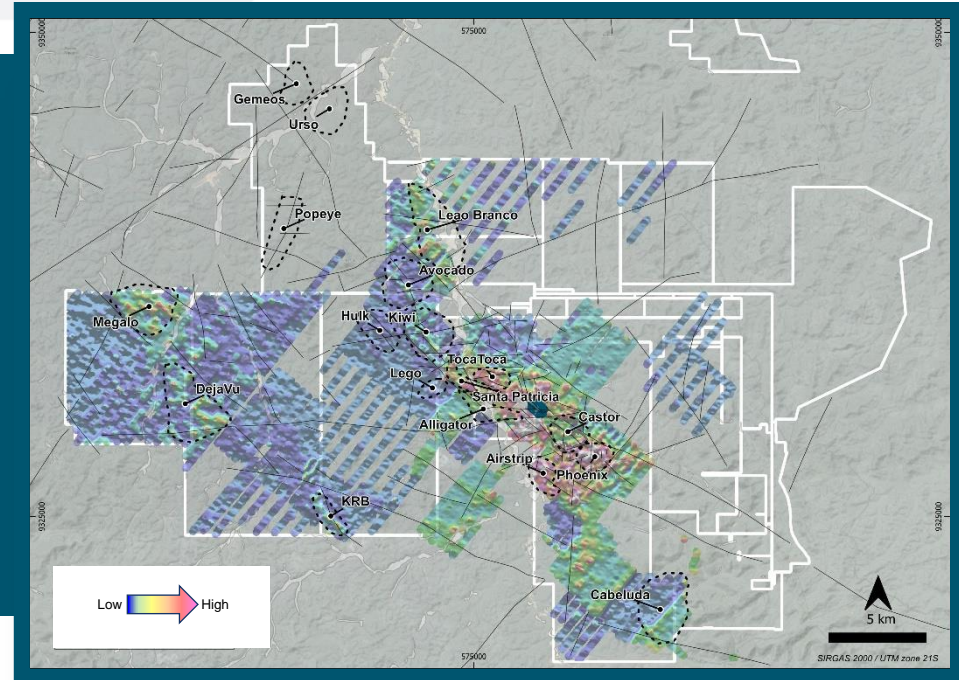 9350000
575000
9350000
Gemeos
Urso
Popeye
Leao Branco
Avocado
Megalo
Hulk
Kiwi
TocaToca
Lego
DejaVu
Santa Patricia
Alligator
Castor
Airstrip
Phoenix
KRB
9325000
9325000
Cabeluda
Low
High
5 km
575000
SIRGAS 2000 / UTM zone 21S